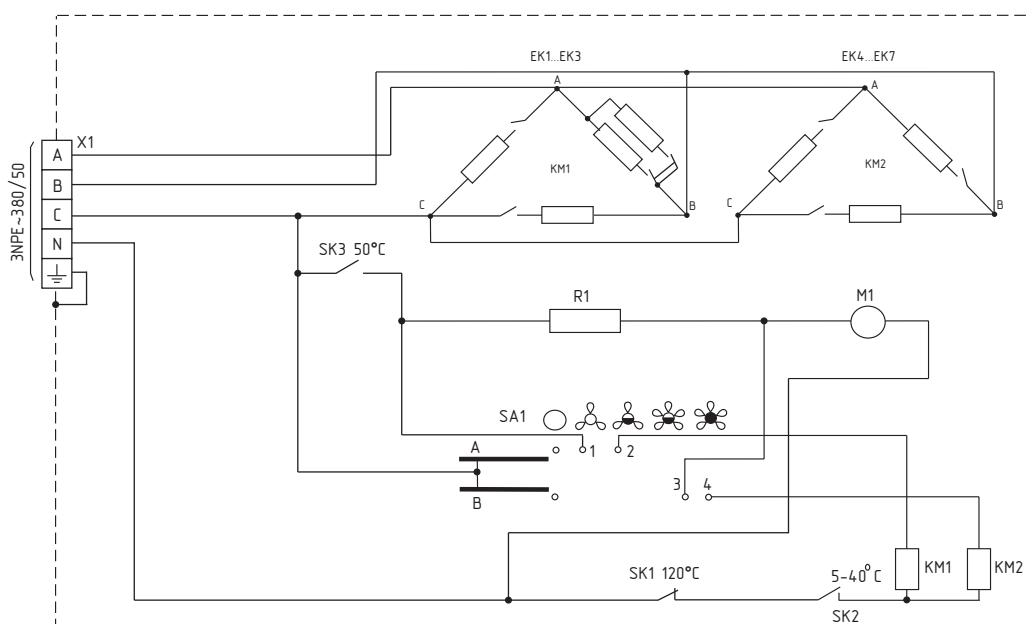 EK1...EK3
EK4...EK7
A
A
X1
A
B
C
N
3NPE~380/50
KM1
KM2
C
B
C
B
SK3 50°C
R1
M1
SA1
A
B
1
2
3
4
SK1 120°C
5-40°C
SK2
KM1
KM2